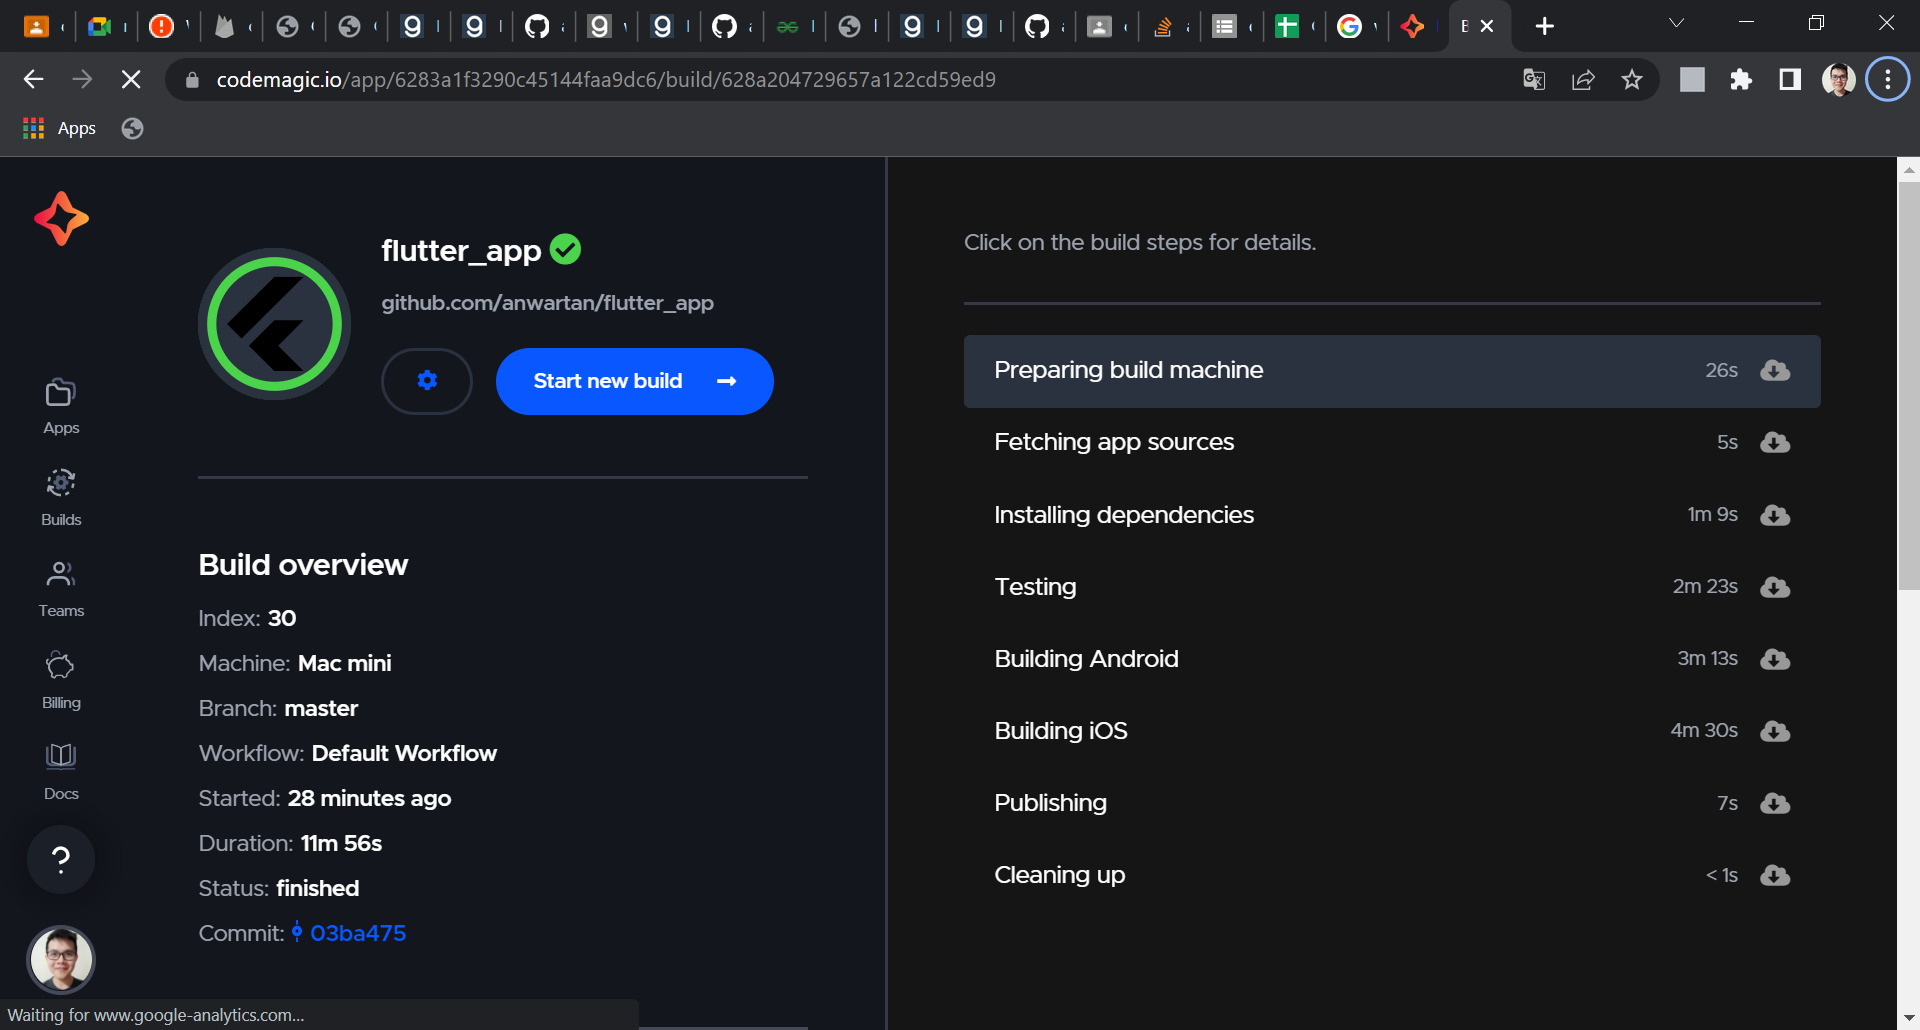 codemagic.io/app/6283a1f3290c45144faa9dc6/build/628a204729657a122cd59ed9
Apps
flutter_app
github.com/anwartan/flutter_app
Start new build
Apps
Builds
Teams
Billing
Docs
?
Build overview
Index: 30
Machine: Mac mini
Branch: master
Workflow: Default Workflow
Started: 28 minutes ago
Duration: 11m 56s
Status: finished
Commit: 03ba475
Click on the build steps for details.
Preparing build machine 26s
Fetching app sources 5s
Installing dependencies 1m 9s
Testing 2m 23s
Building Android 3m 13s
Building iOS 4m 30s
Publishing 7s
Cleaning up < 1s
Waiting for www.google-analytics.com...